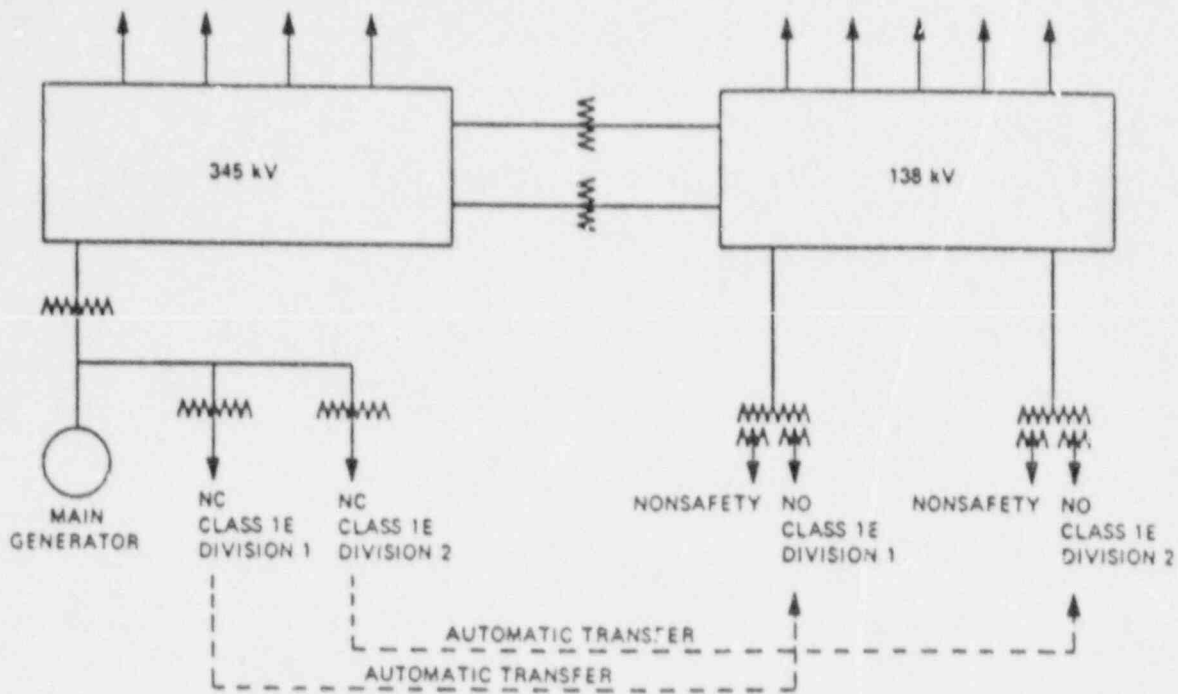 345 kV
138 kV
MAIN
GENERATOR
NC
CLASS 1E
DIVISION 1
NC
CLASS 1E
DIVISION 2
NONSAFETY
NO
CLASS 1E
DIVISION 1
NONSAFETY
NO
CLASS 1E
DIVISION 2
AUTOMATIC TRANSFER
AUTOMATIC TRANSFER